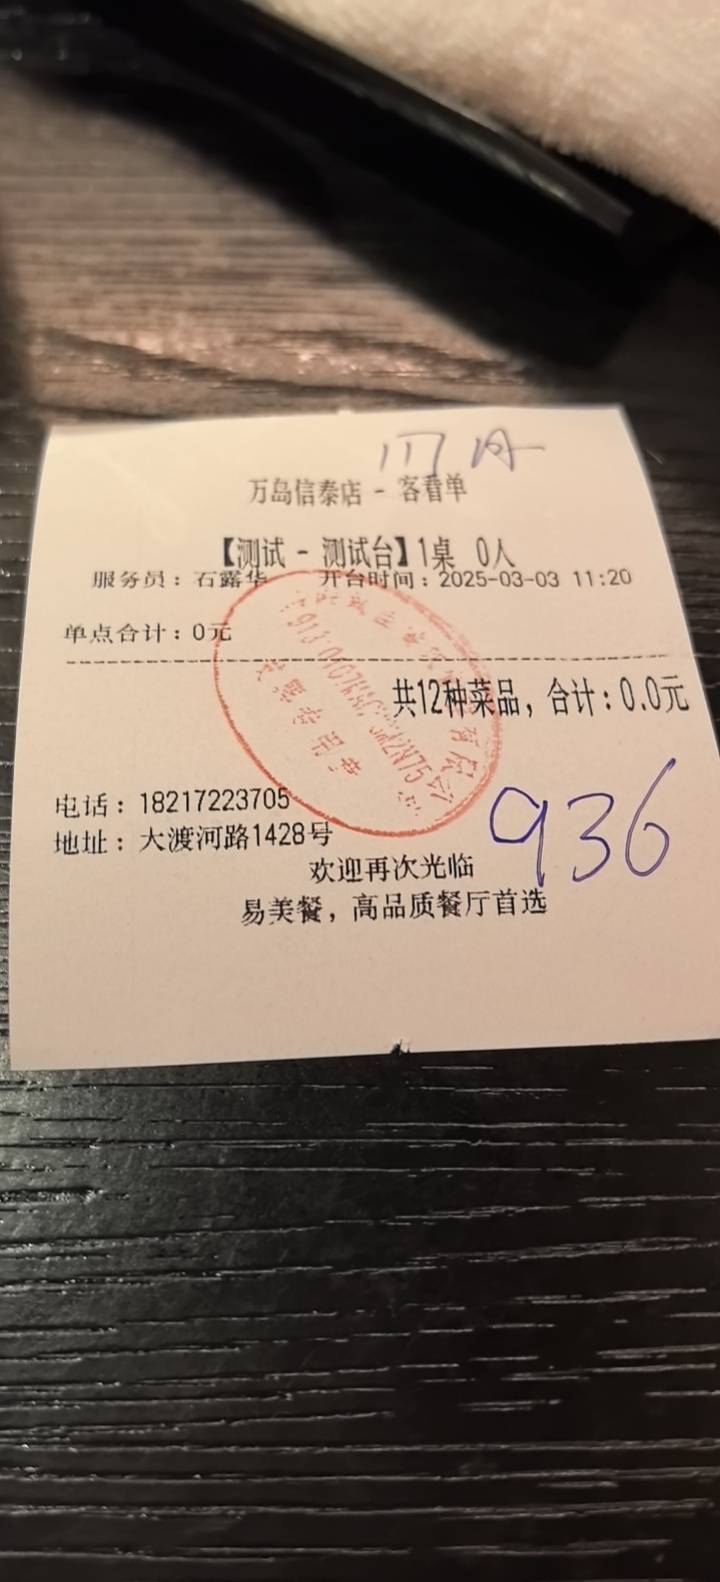 万岛信泰店 - 客看单
【测试 - 测试台】1桌 0人
服务员：石露华 开台时间：2025-03-03 11:20
单点合计：0元
共12种菜品，合计：0.0元
电话：18217223705
936
地址：大渡河路1428号
欢迎再次光临
易美餐，高品质餐厅首选